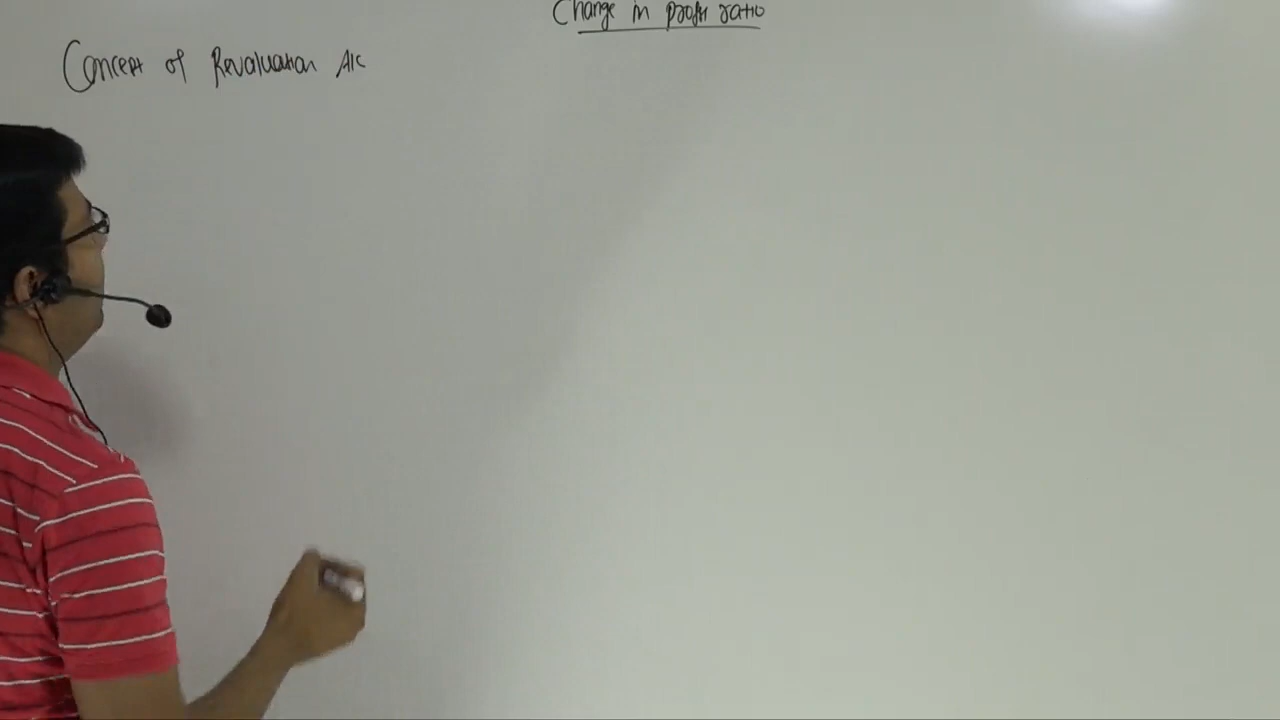 Change in profit ratio
Concept of Revaluation A/c